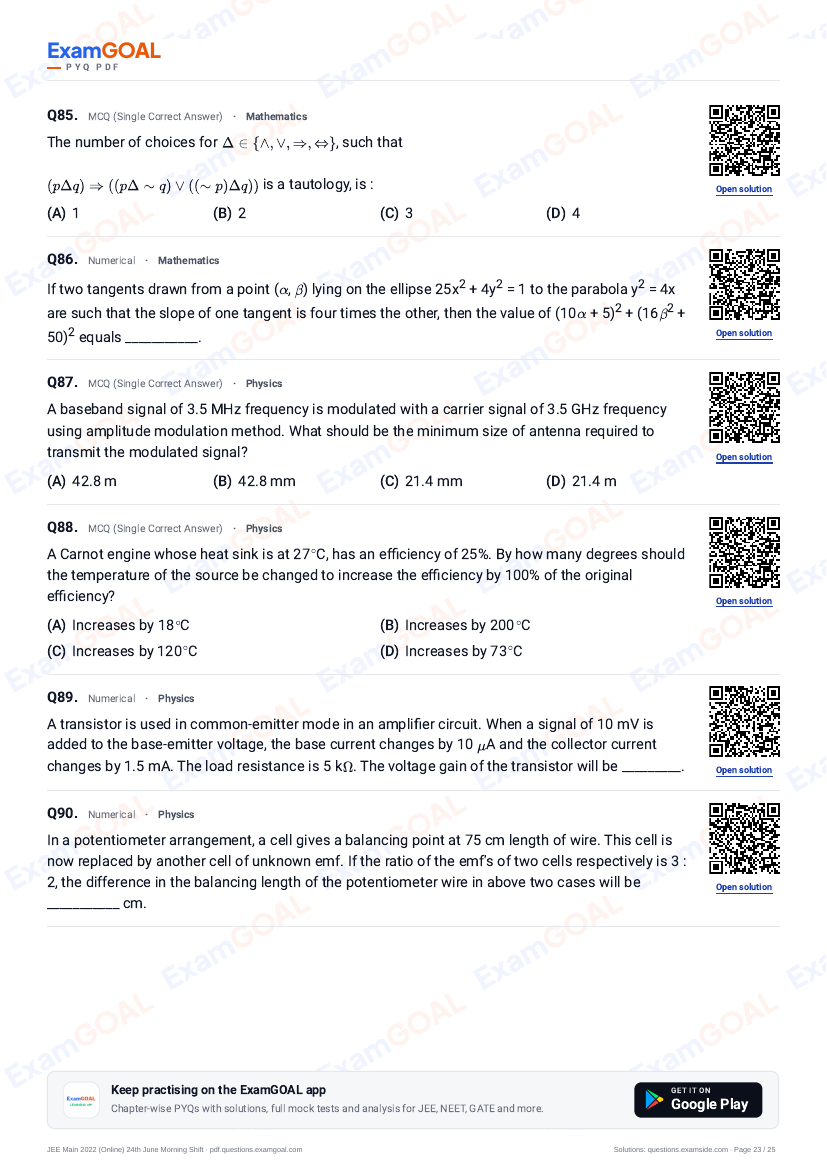 ExamGOAL
PYQ PDF
Q85. MCQ (Single Correct Answer) · Mathematics
The number of choices for Δ ∈ {∧, ∨, ⇒, ⇔}, such that
(pΔq) ⇒ ((pΔ ∼ q) ∨ ((∼ p)Δq)) is a tautology, is :
(A) 1 (B) 2 (C) 3 (D) 4
Open solution
Q86. Numerical · Mathematics
If two tangents drawn from a point (α, β) lying on the ellipse 25x² + 4y² = 1 to the parabola y² = 4x
are such that the slope of one tangent is four times the other, then the value of (10α + 5)² + (16β² +
50)² equals ___________.
Open solution
Q87. MCQ (Single Correct Answer) · Physics
A baseband signal of 3.5 MHz frequency is modulated with a carrier signal of 3.5 GHz frequency
using amplitude modulation method. What should be the minimum size of antenna required to
transmit the modulated signal?
(A) 42.8 m (B) 42.8 mm (C) 21.4 mm (D) 21.4 m
Open solution
Q88. MCQ (Single Correct Answer) · Physics
A Carnot engine whose heat sink is at 27°C, has an efficiency of 25%. By how many degrees should
the temperature of the source be changed to increase the efficiency by 100% of the original
efficiency?
(A) Increases by 18°C (B) Increases by 200°C
(C) Increases by 120°C (D) Increases by 73°C
Open solution
Q89. Numerical · Physics
A transistor is used in common-emitter mode in an amplifier circuit. When a signal of 10 mV is
added to the base-emitter voltage, the base current changes by 10 μA and the collector current
changes by 1.5 mA. The load resistance is 5 kΩ. The voltage gain of the transistor will be _________.
Open solution
Q90. Numerical · Physics
In a potentiometer arrangement, a cell gives a balancing point at 75 cm length of wire. This cell is
now replaced by another cell of unknown emf. If the ratio of the emf's of two cells respectively is 3 :
2, the difference in the balancing length of the potentiometer wire in above two cases will be
___________ cm.
Open solution
ExamGOAL
Keep practising on the ExamGOAL app
Chapter-wise PYQs with solutions, full mock tests and analysis for JEE, NEET, GATE and more.
GET IT ON
Google Play
JEE Main 2022 (Online) 24th June Morning Shift · pdf.questions.examgoal.com
Solutions: questions.examside.com · Page 23 / 25